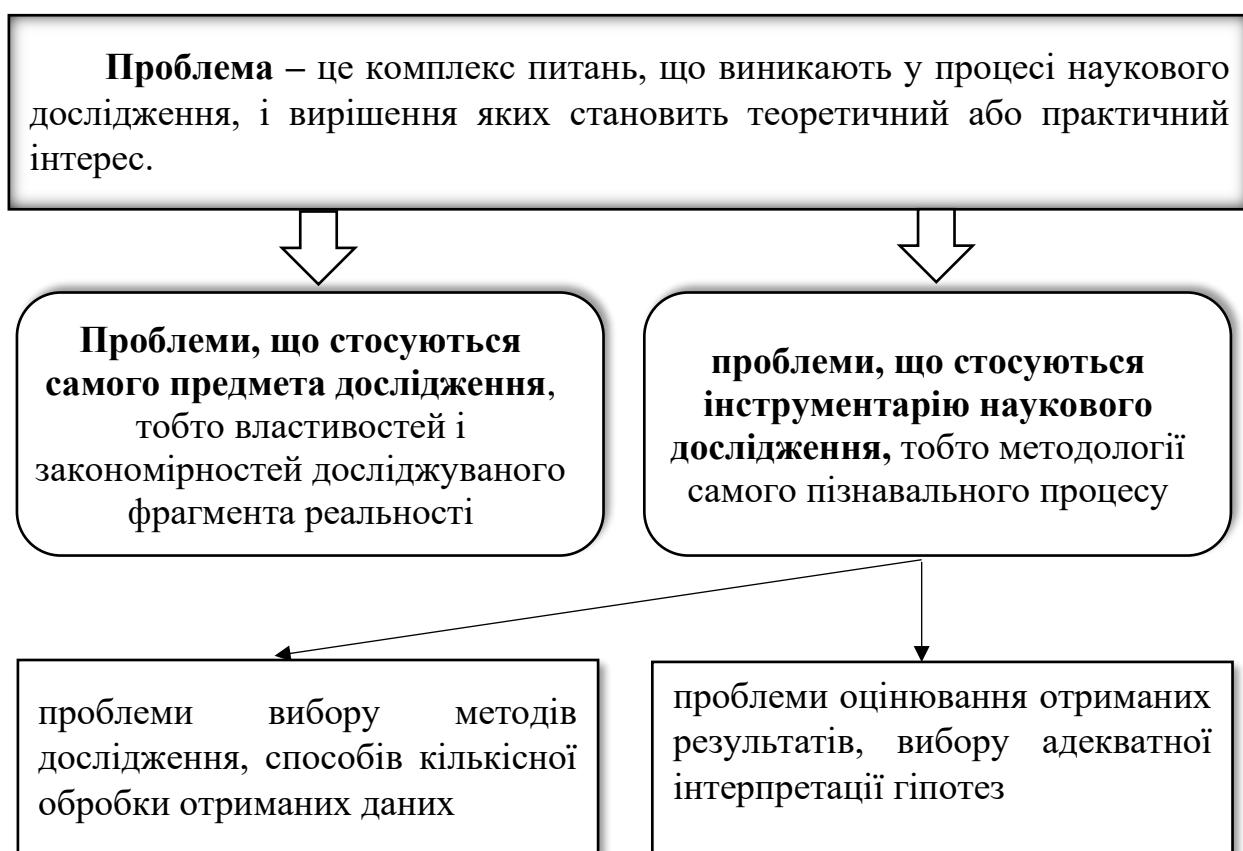 Проблема – це комплекс питань, що виникають у процесі наукового
дослідження, і вирішення яких становить теоретичний або практичний
інтерес.
Проблеми, що стосуються
самого предмета дослідження,
тобто властивостей і
закономірностей досліджуваного
фрагмента реальності
проблеми, що стосуються
інструментарію наукового
дослідження, тобто методології
самого пізнавального процесу
проблеми вибору методів
дослідження, способів кількісної
обробки отриманих даних
проблеми оцінювання отриманих
результатів, вибору адекватної
інтерпретації гіпотез